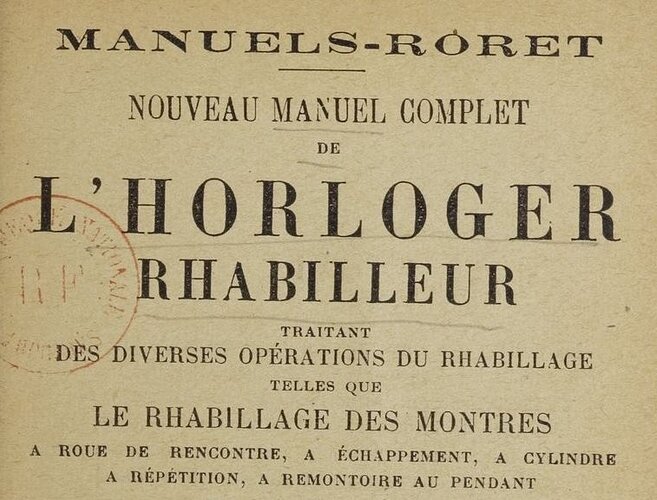 MANUELS-RORET
NOUVEAU MANUEL COMPLET
DE
L'HORLOGER
RHABILLEUR
TRAITANT
DES DIVERSES OPÉRATIONS DU RHABILLAGE
TELLES QUE
LE RHABILLAGE DES MONTRES
A ROUE DE RENCONTRE, A ÉCHAPPEMENT, A CYLINDRE
A RÉPÉTITION, A REMONTOIRE AU PENDANT
NATIONALE
R F